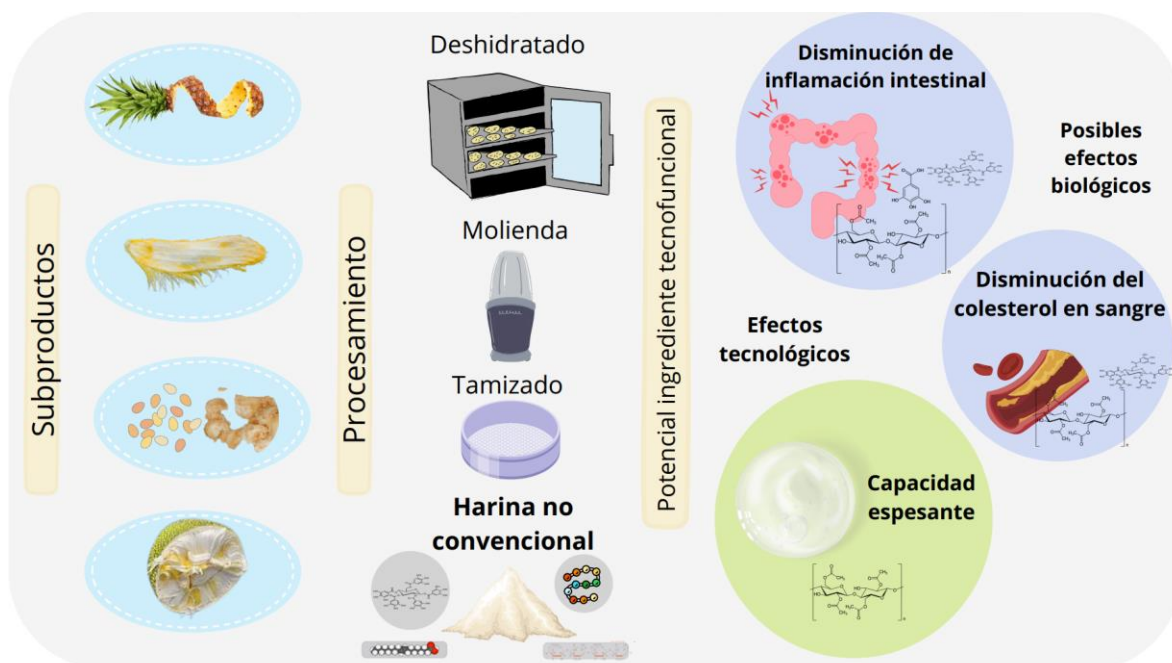 Subproductos
Procesamiento
Deshidratado
Molienda
Tamizado
Harina no
convencional
Potencial ingrediente tecnofuncional
Disminución de
inflamación intestinal
Posibles
efectos
biológicos
Disminución del
colesterol en sangre
Efectos
tecnológicos
Capacidad
espesante